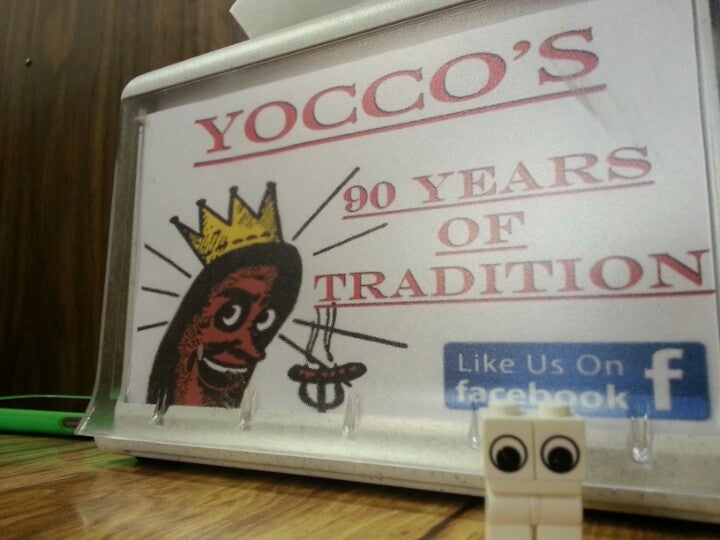 YOCCO'S
90 YEARS
OF
TRADITION
Like Us On
facebook f